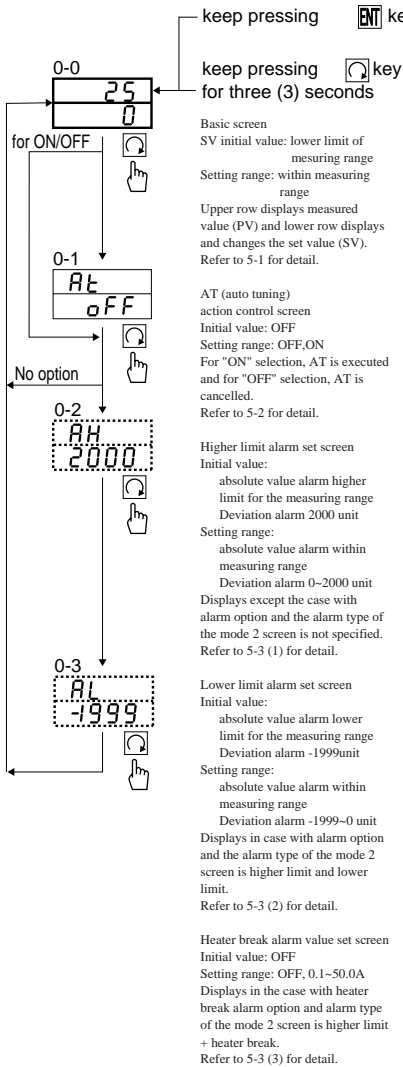 keep pressing ENT ke
0-0
keep pressing key
for three (3) seconds
25
0
for ON/OFF
Basic screen
SV initial value: lower limit of
mesuring range
Setting range: within measuring
range
Upper row displays measured
value (PV) and lower row displays
and changes the set value (SV).
Refer to 5-1 for detail.
0-1
At
oFF
AT (auto tuning)
action control screen
Initial value: OFF
Setting range: OFF,ON
For "ON" selection, AT is executed
and for "OFF" selection, AT is
cancelled.
Refer to 5-2 for detail.
No option
0-2
AH
2000
Higher limit alarm set screen
Initial value:
absolute value alarm higher
limit for the measuring range
Deviation alarm 2000 unit
Setting range:
absolute value alarm within
measuring range
Deviation alarm 0~2000 unit
Displays except the case with
alarm option and the alarm type of
the mode 2 screen is not specified.
Refer to 5-3 (1) for detail.
0-3
AL
-1999
Lower limit alarm set screen
Initial value:
absolute value alarm lower
limit for the measuring range
Deviation alarm -1999unit
Setting range:
absolute value alarm within
measuring range
Deviation alarm -1999~0 unit
Displays in case with alarm option
and the alarm type of the mode 2
screen is higher limit and lower
limit.
Refer to 5-3 (2) for detail.
Heater break alarm value set screen
Initial value: OFF
Setting range: OFF, 0.1~50.0A
Displays in the case with heater
break alarm option and alarm type
of the mode 2 screen is higher limit
+ heater break.
Refer to 5-3 (3) for detail.